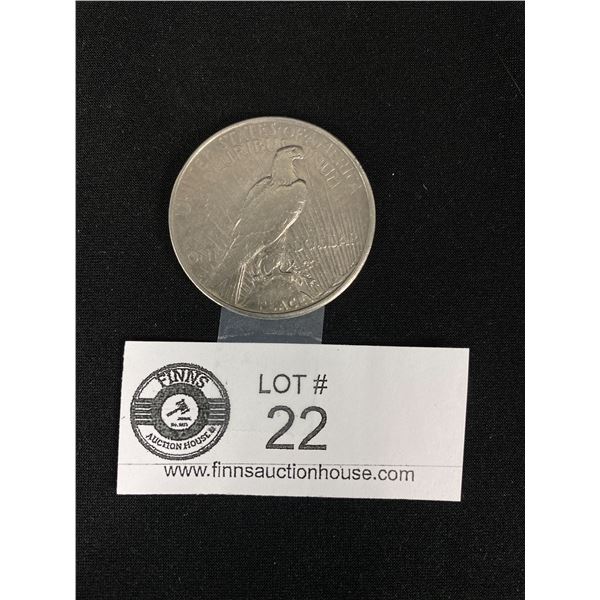 UNITED STATES OF AMERICA
E PLURIBUS UNUM
ONE DOLLAR
PEACE
FINNS
AUCTION HOUSE
LOT #
22
www.finnsauctionhouse.com